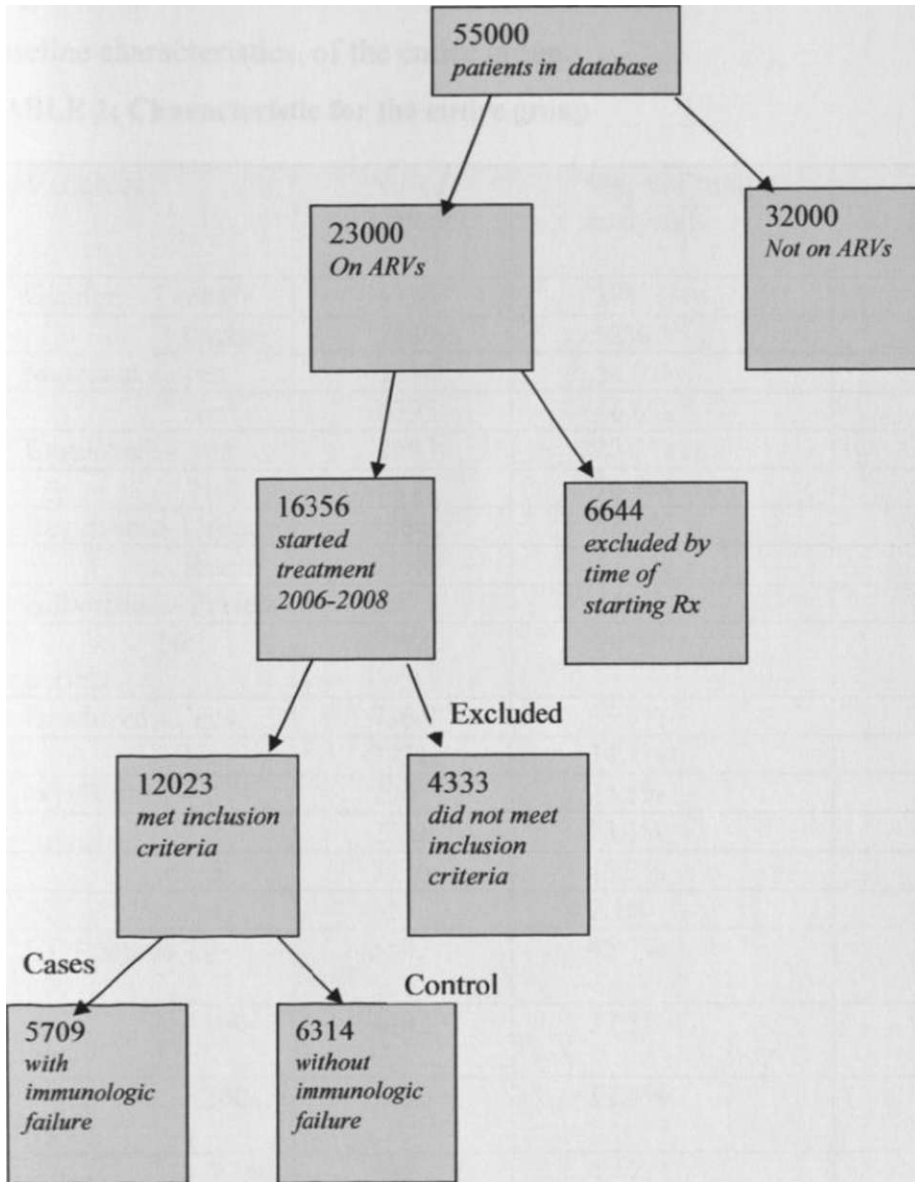 55000
patients in database
23000
On ARVs
32000
Not on ARVs
16356
started
treatment
2006-2008
6644
excluded by
time of
starting Rx
Excluded
12023
met inclusion
criteria
4333
did not meet
inclusion
criteria
Cases
Control
5709
with
immunologic
failure
6314
without
immunologic
failure